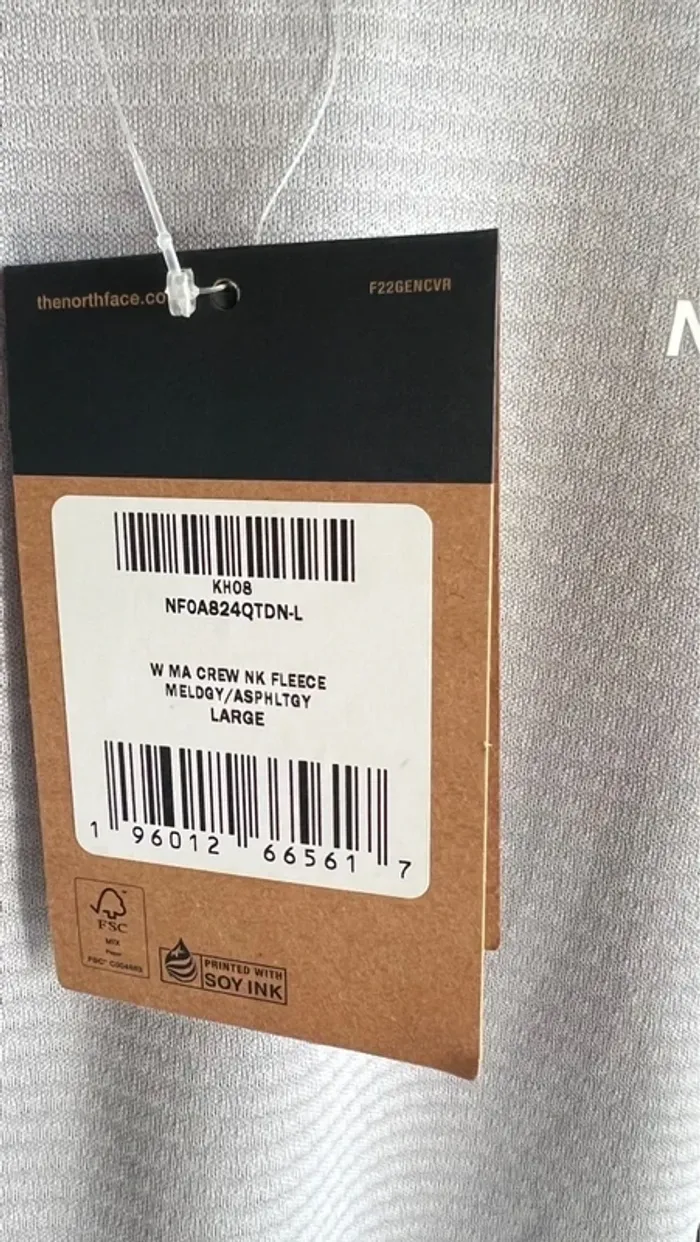 thenorthface.co
F22GENCVR
N
KH08
NF0A824QTDN-L
W MA CREW NK FLEECE
MELDGY/ASPHLTGY
LARGE
1 96012 66561 7
FSC
MIX
Paper
PRINTED WITH
SOY INK